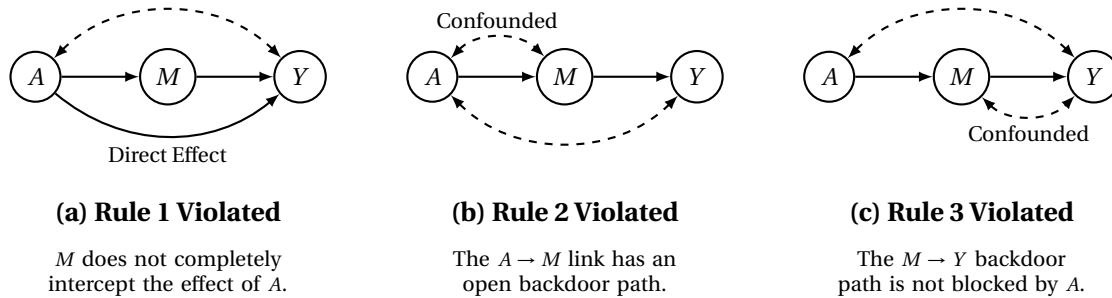 A M Y
Direct Effect
(a) Rule 1 Violated
M does not completely
intercept the effect of A.
Confounded
A M Y
(b) Rule 2 Violated
The A → M link has an
open backdoor path.
A M Y
Confounded
(c) Rule 3 Violated
The M → Y backdoor
path is not blocked by A.